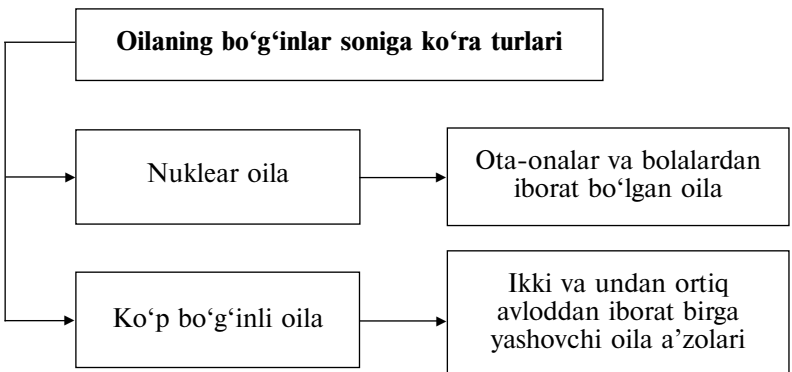 Oilaning bo‘g‘inlar soniga ko‘ra turlari
Nuklear oila
Ota-onalar va bolalardan
iborat bo‘lgan oila
Ko‘p bo‘g‘inli oila
Ikki va undan ortiq
avloddan iborat birga
yashovchi oila a’zolari